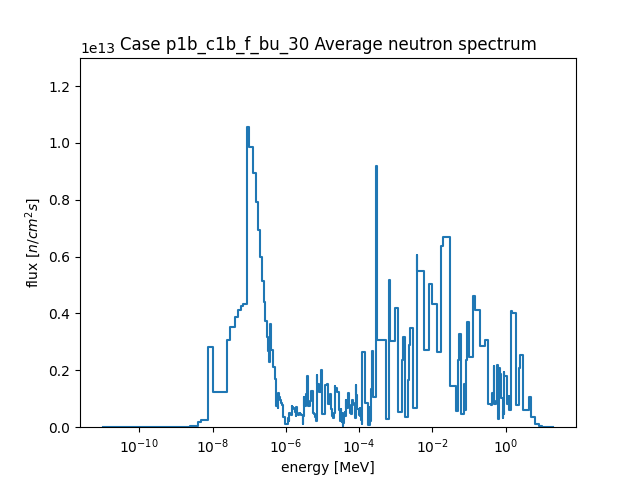 1e13 Case p1b_c1b_f_bu_30 Average neutron spectrum
flux [n/cm²s]
1.2
1.0
0.8
0.6
0.4
0.2
0.0
10⁻¹⁰ 10⁻⁸ 10⁻⁶ 10⁻⁴ 10⁻² 10⁰
energy [MeV]